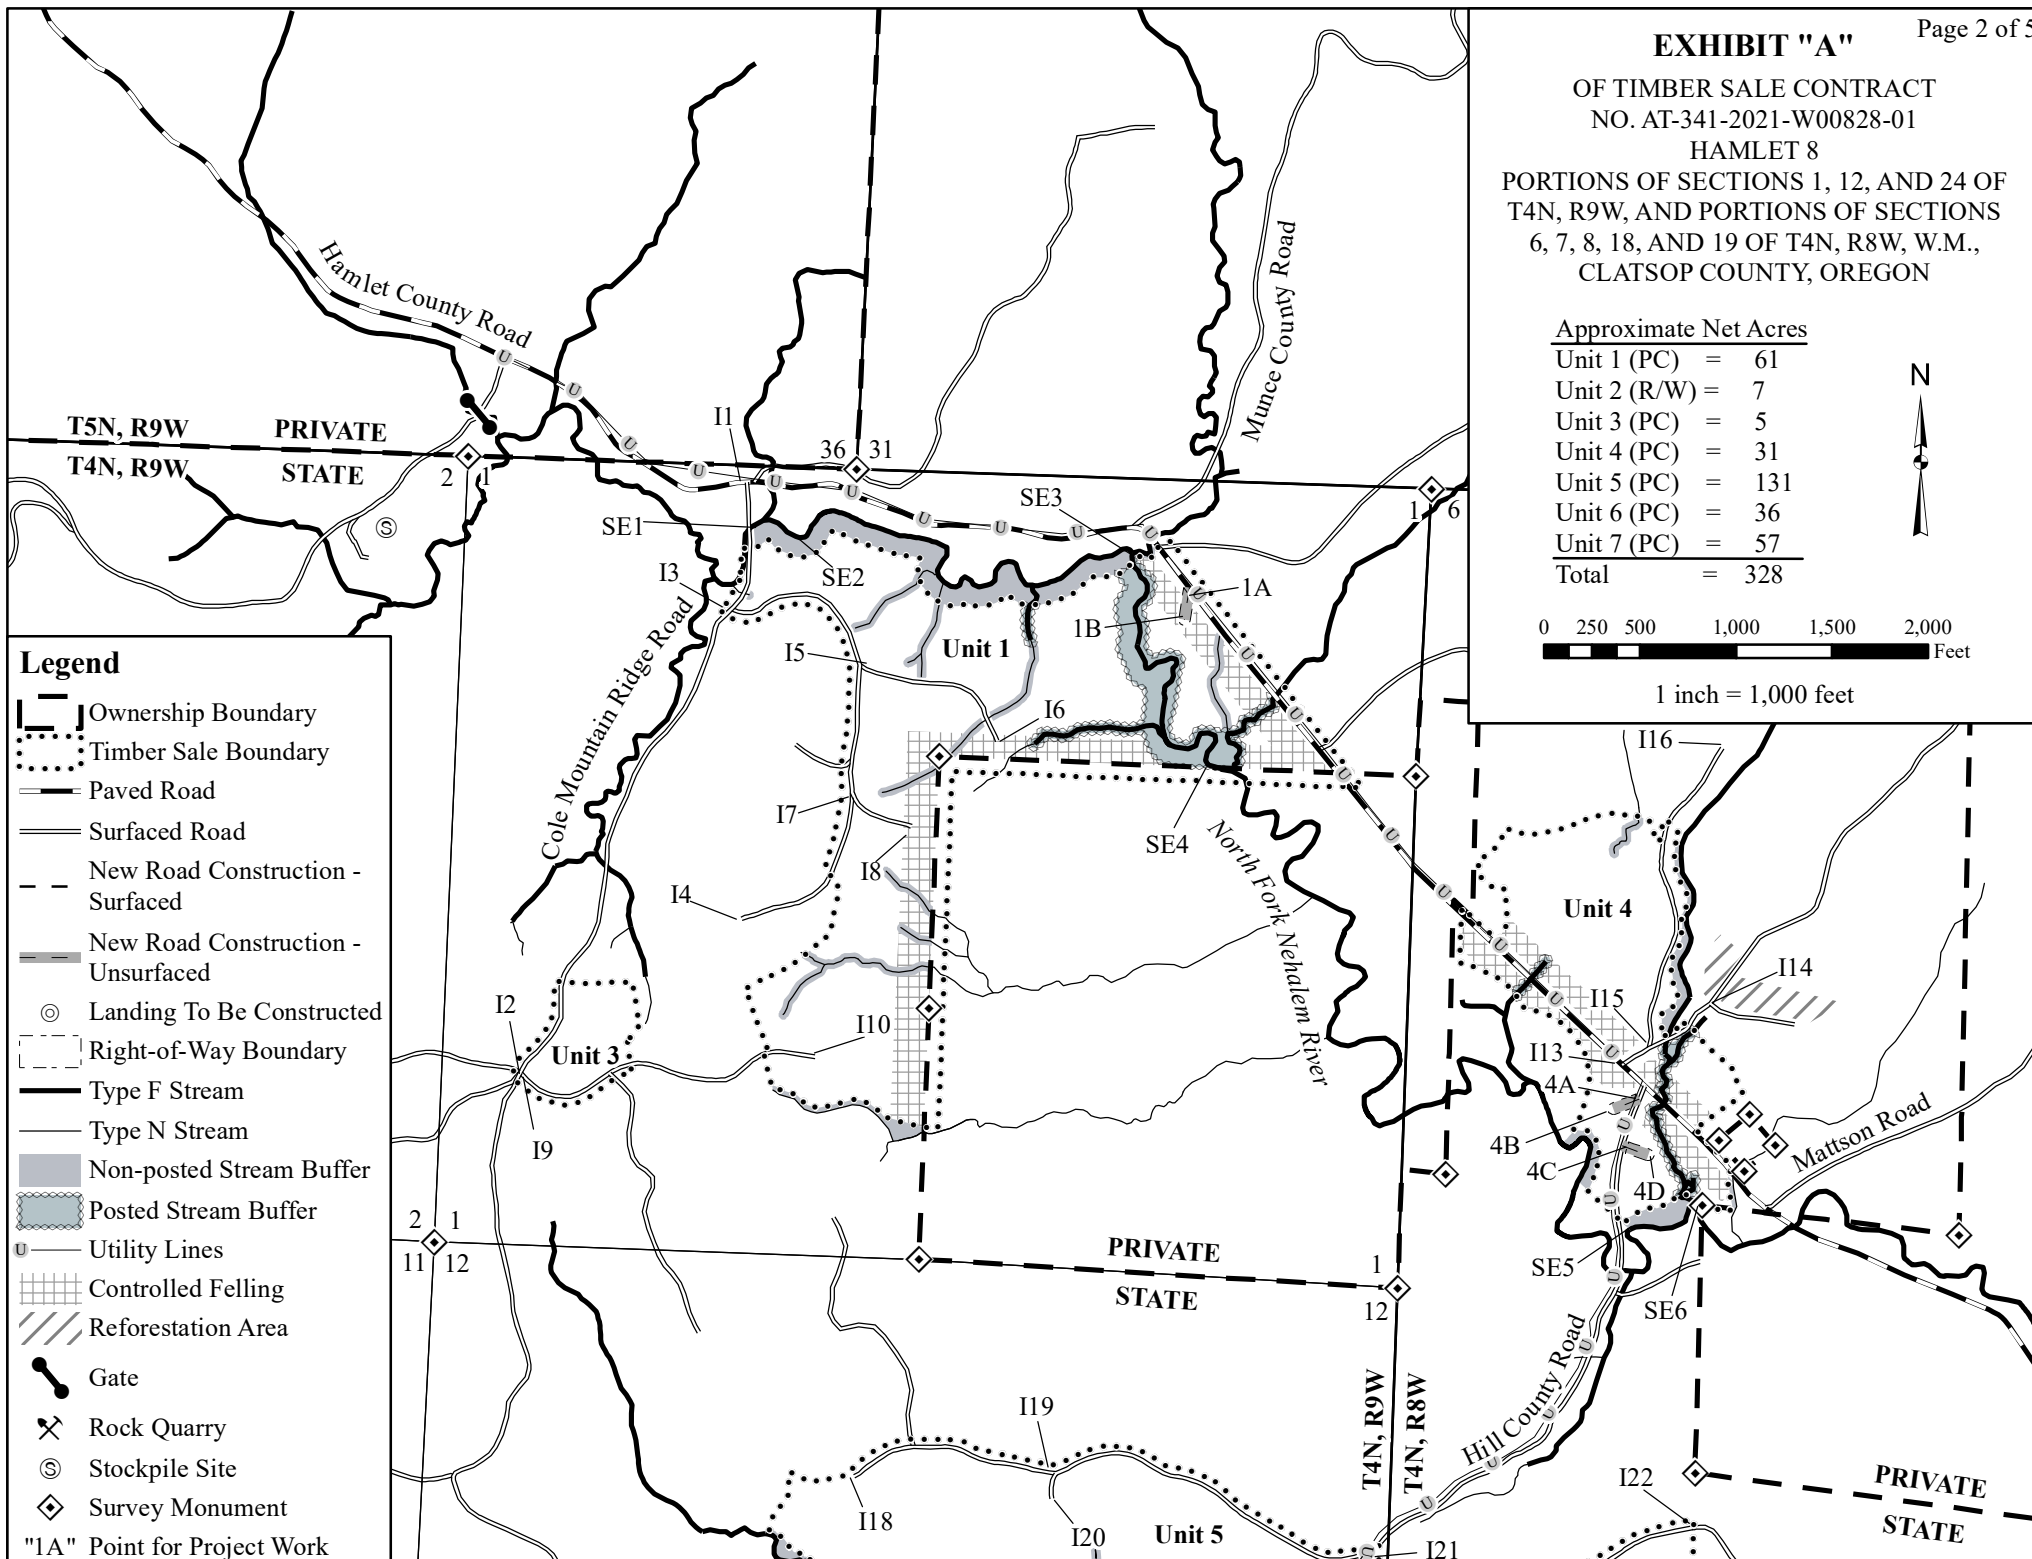 Page 2 of 5
EXHIBIT "A"
OF TIMBER SALE CONTRACT
NO. AT-341-2021-W00828-01
HAMLET 8
PORTIONS OF SECTIONS 1, 12, AND 24 OF
T4N, R9W, AND PORTIONS OF SECTIONS
6, 7, 8, 18, AND 19 OF T4N, R8W, W.M.,
CLATSOP COUNTY, OREGON
Approximate Net Acres
Unit 1 (PC) = 61
Unit 2 (R/W) = 7
Unit 3 (PC) = 5
Unit 4 (PC) = 31
Unit 5 (PC) = 131
Unit 6 (PC) = 36
Unit 7 (PC) = 57
Total = 328
N
0 250 500 1,000 1,500 2,000
Feet
1 inch = 1,000 feet
Hamlet County Road
Munce County Road
T5N, R9W PRIVATE
T4N, R9W STATE
2 1
I1
36 31
1 6
SE1
SE2
SE3
I3
1A
1B
Unit 1
I5
I6
Cole Mountain Ridge Road
I7
I8
I4
SE4
North Fork Nehalem River
I16
Unit 4
I14
I15
I13
I2
Unit 3
I10
I9
4A
4B
4C
4D
Mattson Road
SE5
SE6
2 1
11 12
PRIVATE
STATE
1
12
T4N, R9W
T4N, R8W
Hill County Road
I19
I18
I20
Unit 5
I21
I22
PRIVATE
STATE
Legend
Ownership Boundary
Timber Sale Boundary
Paved Road
Surfaced Road
New Road Construction -
Surfaced
New Road Construction -
Unsurfaced
Landing To Be Constructed
Right-of-Way Boundary
Type F Stream
Type N Stream
Non-posted Stream Buffer
Posted Stream Buffer
U Utility Lines
Controlled Felling
Reforestation Area
Gate
Rock Quarry
S Stockpile Site
Survey Monument
"1A" Point for Project Work